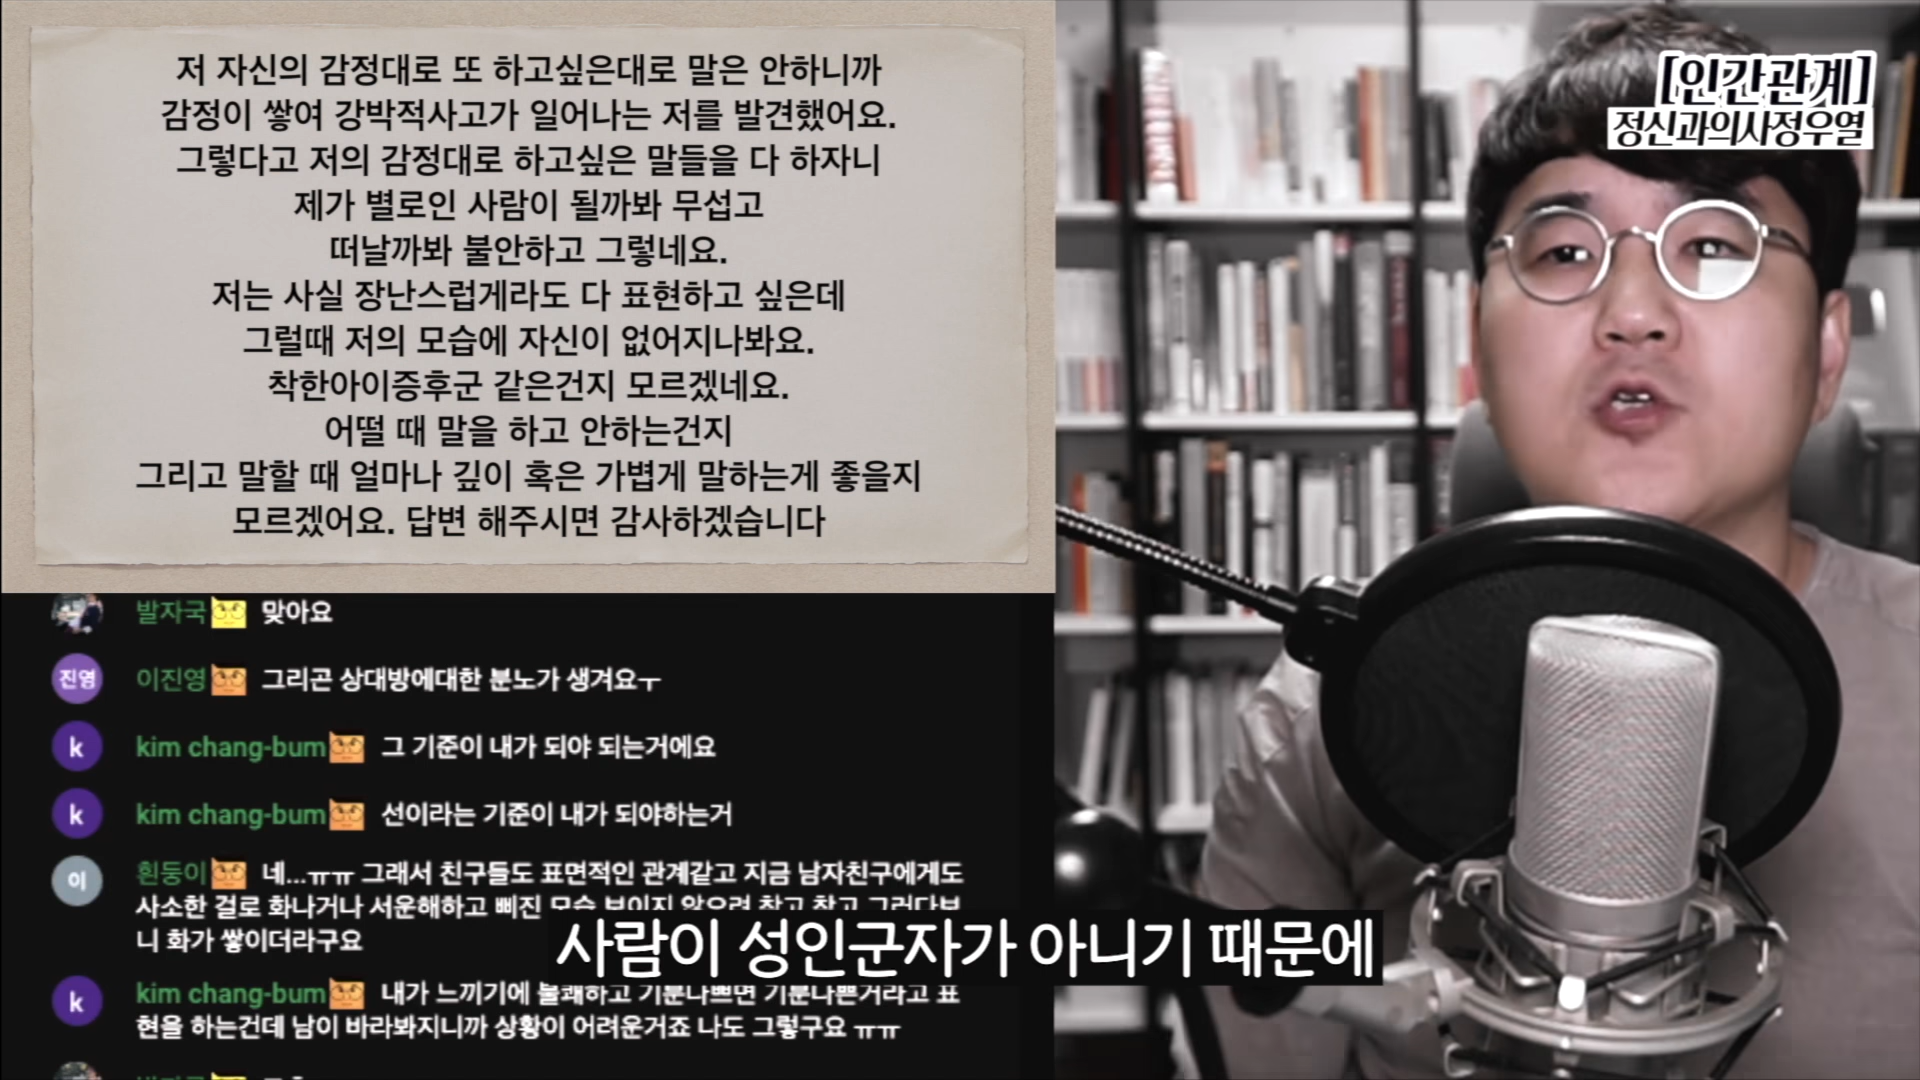 저 자신의 감정대로 또 하고싶은대로 말은 안하니까
감정이 쌓여 강박적사고가 일어나는 저를 발견했어요.
그렇다고 저의 감정대로 하고싶은 말들을 다 하자니
제가 별로인 사람이 될까봐 무섭고
떠날까봐 불안하고 그렇네요.
저는 사실 장난스럽게라도 다 표현하고 싶은데
그럴때 저의 모습에 자신이 없어지나봐요.
착한아이증후군 같은건지 모르겠네요.
어떨 때 말을 하고 안하는건지
그리고 말할 때 얼마나 깊이 혹은 가볍게 말하는게 좋을지
모르겠어요. 답변 해주시면 감사하겠습니다
[인간관계]
정신과의사정우열
발자국 맞아요
진영 이진영 그리곤 상대방에대한 분노가 생겨요ㅜ
k kim chang-bum 그 기준이 내가 되야 되는거에요
k kim chang-bum 선이라는 기준이 내가 되야하는거
이 흰둥이 네...ㅠㅠ 그래서 친구들도 표면적인 관계같고 지금 남자친구에게도
사소한 걸로 화나거나 서운해하고 삐진 모습 보이지 않으려 참고 참고 그러다보
니 화가 쌓이더라구요
사람이 성인군자가 아니기 때문에
k kim chang-bum 내가 느끼기에 불쾌하고 기분나쁘면 기분나쁜거라고 표
현을 하는건데 남이 바라봐지니까 상황이 어려운거죠 나도 그렇구요 ㅠㅠ